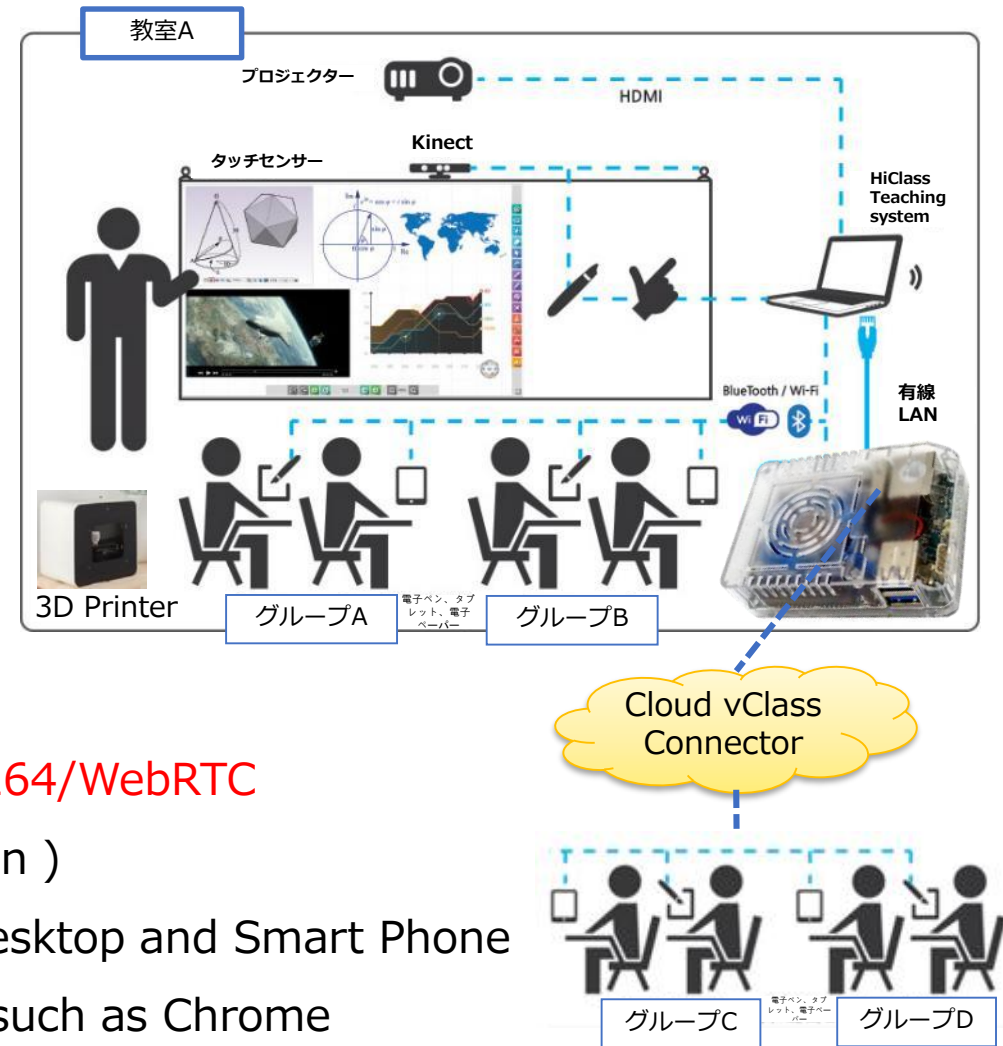 教室A
プロジェクター
HDMI
Kinect
タッチセンサー
HiClass
Teaching
system
BlueTooth / Wi-Fi
Wi Fi
有線
LAN
3D Printer
グループA
電子ペン、タブ
レット、電子
ペーパー
グループB
Cloud vClass
Connector
64/WebRTC
n )
esktop and Smart Phone
such as Chrome
グループC
電子ペン、タブ
レット、電子ペー
パー
グループD